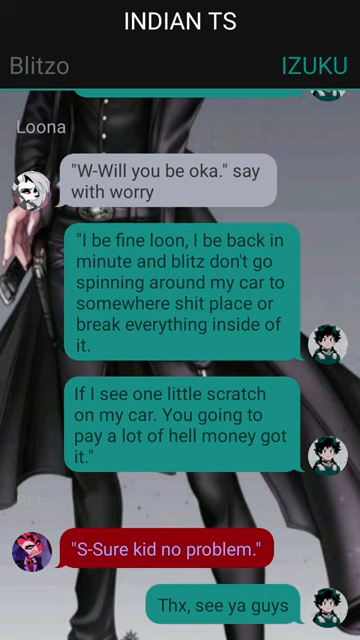 INDIAN TS
Blitzo
IZUKU
Loona
"W-Will you be oka." say
with worry
"I be fine loon, I be back in
minute and blitz don't go
spinning around my car to
somewhere shit place or
break everything inside of
it.
If I see one little scratch
on my car. You going to
pay a lot of hell money got
it."
"S-Sure kid no problem."
Thx, see ya guys